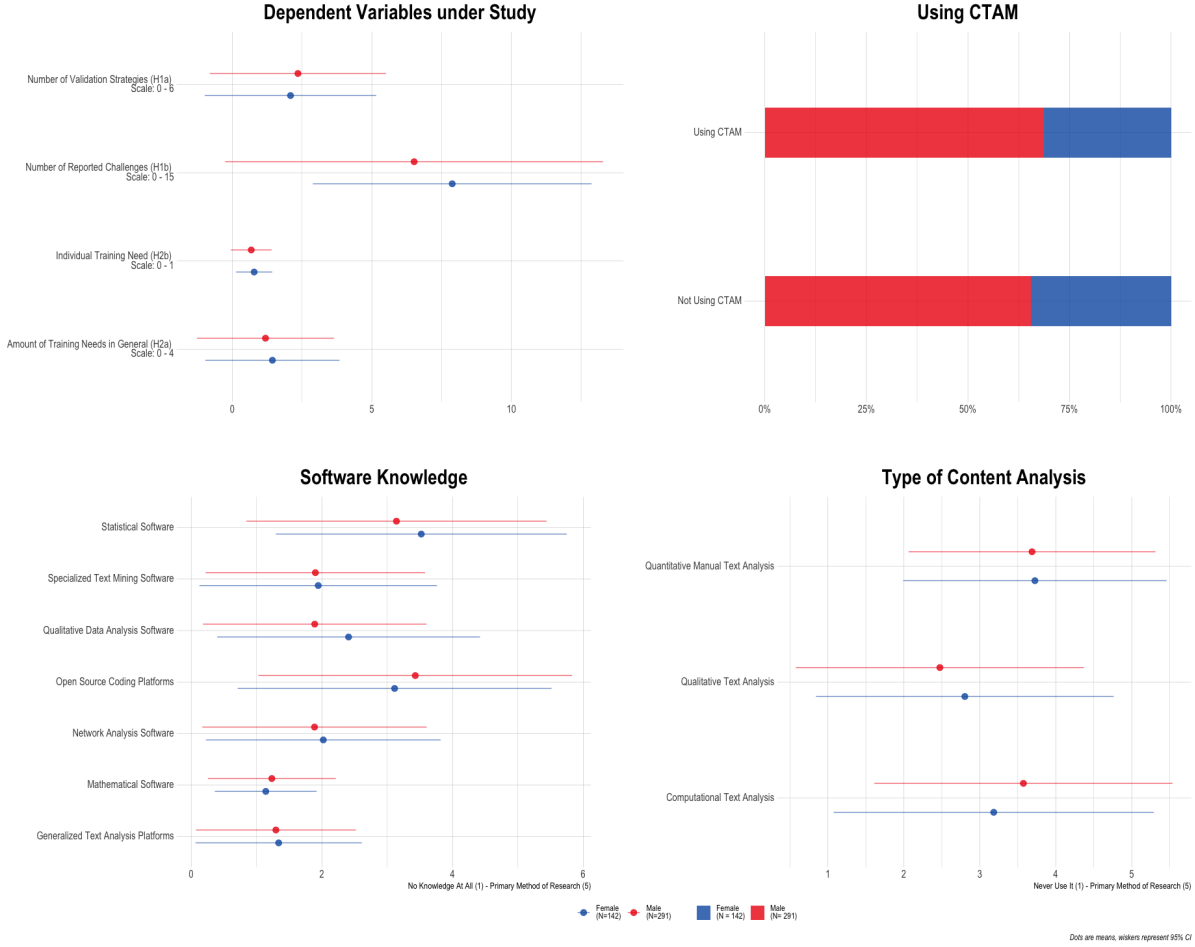 Dependent Variables under Study
Number of Validation Strategies (H1a)
Scale: 0 - 6
Number of Reported Challenges (H1b)
Scale: 0 - 15
Individual Training Need (H2b)
Scale: 0 - 1
Amount of Training Needs in General (H2a)
Scale: 0 - 4
0 5 10
Using CTAM
Using CTAM
Not Using CTAM
0% 25% 50% 75% 100%
Software Knowledge
Statistical Software
Specialized Text Mining Software
Qualitative Data Analysis Software
Open Source Coding Platforms
Network Analysis Software
Mathematical Software
Generalized Text Analysis Platforms
0 2 4 6
No Knowledge At All (1) - Primary Method of Research (5)
Type of Content Analysis
Quantitative Manual Text Analysis
Qualitative Text Analysis
Computational Text Analysis
1 2 3 4 5
Never Use It (1) - Primary Method of Research (5)
Female
(N=142)
Male
(N=291)
Female
(N = 142)
Male
(N= 291)
Dots are means, wiskers represent 95% CI